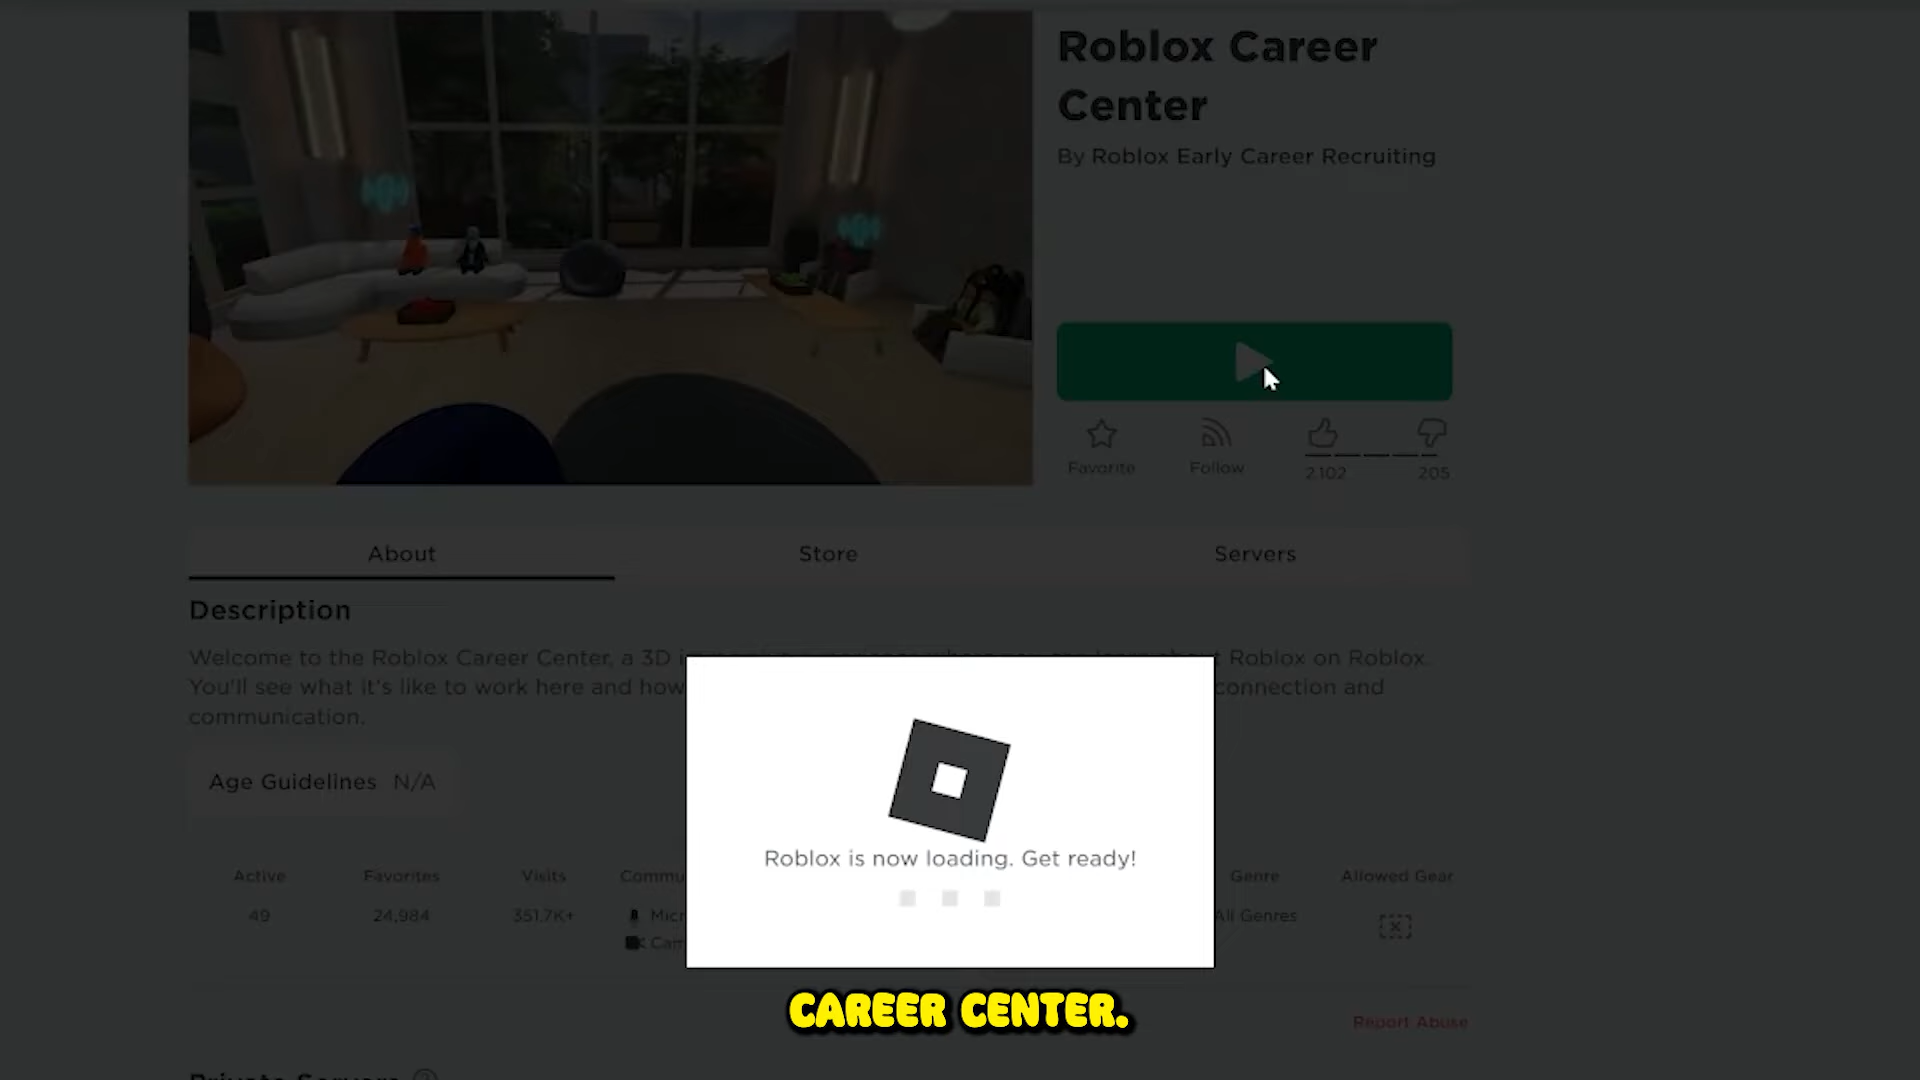 Roblox Career
Center
By Roblox Early Career Recruiting
Favorite
Follow
2,102
205
About
Store
Servers
Description
Welcome to the Roblox Career Center, a 3D Roblox on Roblox.
You'll see what it's like to work here and how connection and
communication.
Age Guidelines N/A
Roblox is now loading. Get ready!
Active
Favorites
Visits
Genre
Allowed Gear
49
24,984
351.7K+
All Genres
CAREER CENTER.
Report Abuse